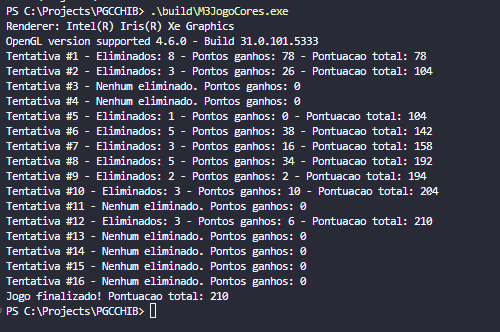 PS C:\Projects\PGCCHIB> .\build\M3JogoCores.exe
Renderer: Intel(R) Iris(R) Xe Graphics
OpenGL version supported 4.6.0 - Build 31.0.101.5333
Tentativa #1 - Eliminados: 8 - Pontos ganhos: 78 - Pontuacao total: 78
Tentativa #2 - Eliminados: 3 - Pontos ganhos: 26 - Pontuacao total: 104
Tentativa #3 - Nenhum eliminado. Pontos ganhos: 0
Tentativa #4 - Nenhum eliminado. Pontos ganhos: 0
Tentativa #5 - Eliminados: 1 - Pontos ganhos: 0 - Pontuacao total: 104
Tentativa #6 - Eliminados: 5 - Pontos ganhos: 38 - Pontuacao total: 142
Tentativa #7 - Eliminados: 3 - Pontos ganhos: 16 - Pontuacao total: 158
Tentativa #8 - Eliminados: 5 - Pontos ganhos: 34 - Pontuacao total: 192
Tentativa #9 - Eliminados: 2 - Pontos ganhos: 2 - Pontuacao total: 194
Tentativa #10 - Eliminados: 3 - Pontos ganhos: 10 - Pontuacao total: 204
Tentativa #11 - Nenhum eliminado. Pontos ganhos: 0
Tentativa #12 - Eliminados: 3 - Pontos ganhos: 6 - Pontuacao total: 210
Tentativa #13 - Nenhum eliminado. Pontos ganhos: 0
Tentativa #14 - Nenhum eliminado. Pontos ganhos: 0
Tentativa #15 - Nenhum eliminado. Pontos ganhos: 0
Tentativa #16 - Nenhum eliminado. Pontos ganhos: 0
Jogo finalizado! Pontuacao total: 210
PS C:\Projects\PGCCHIB>